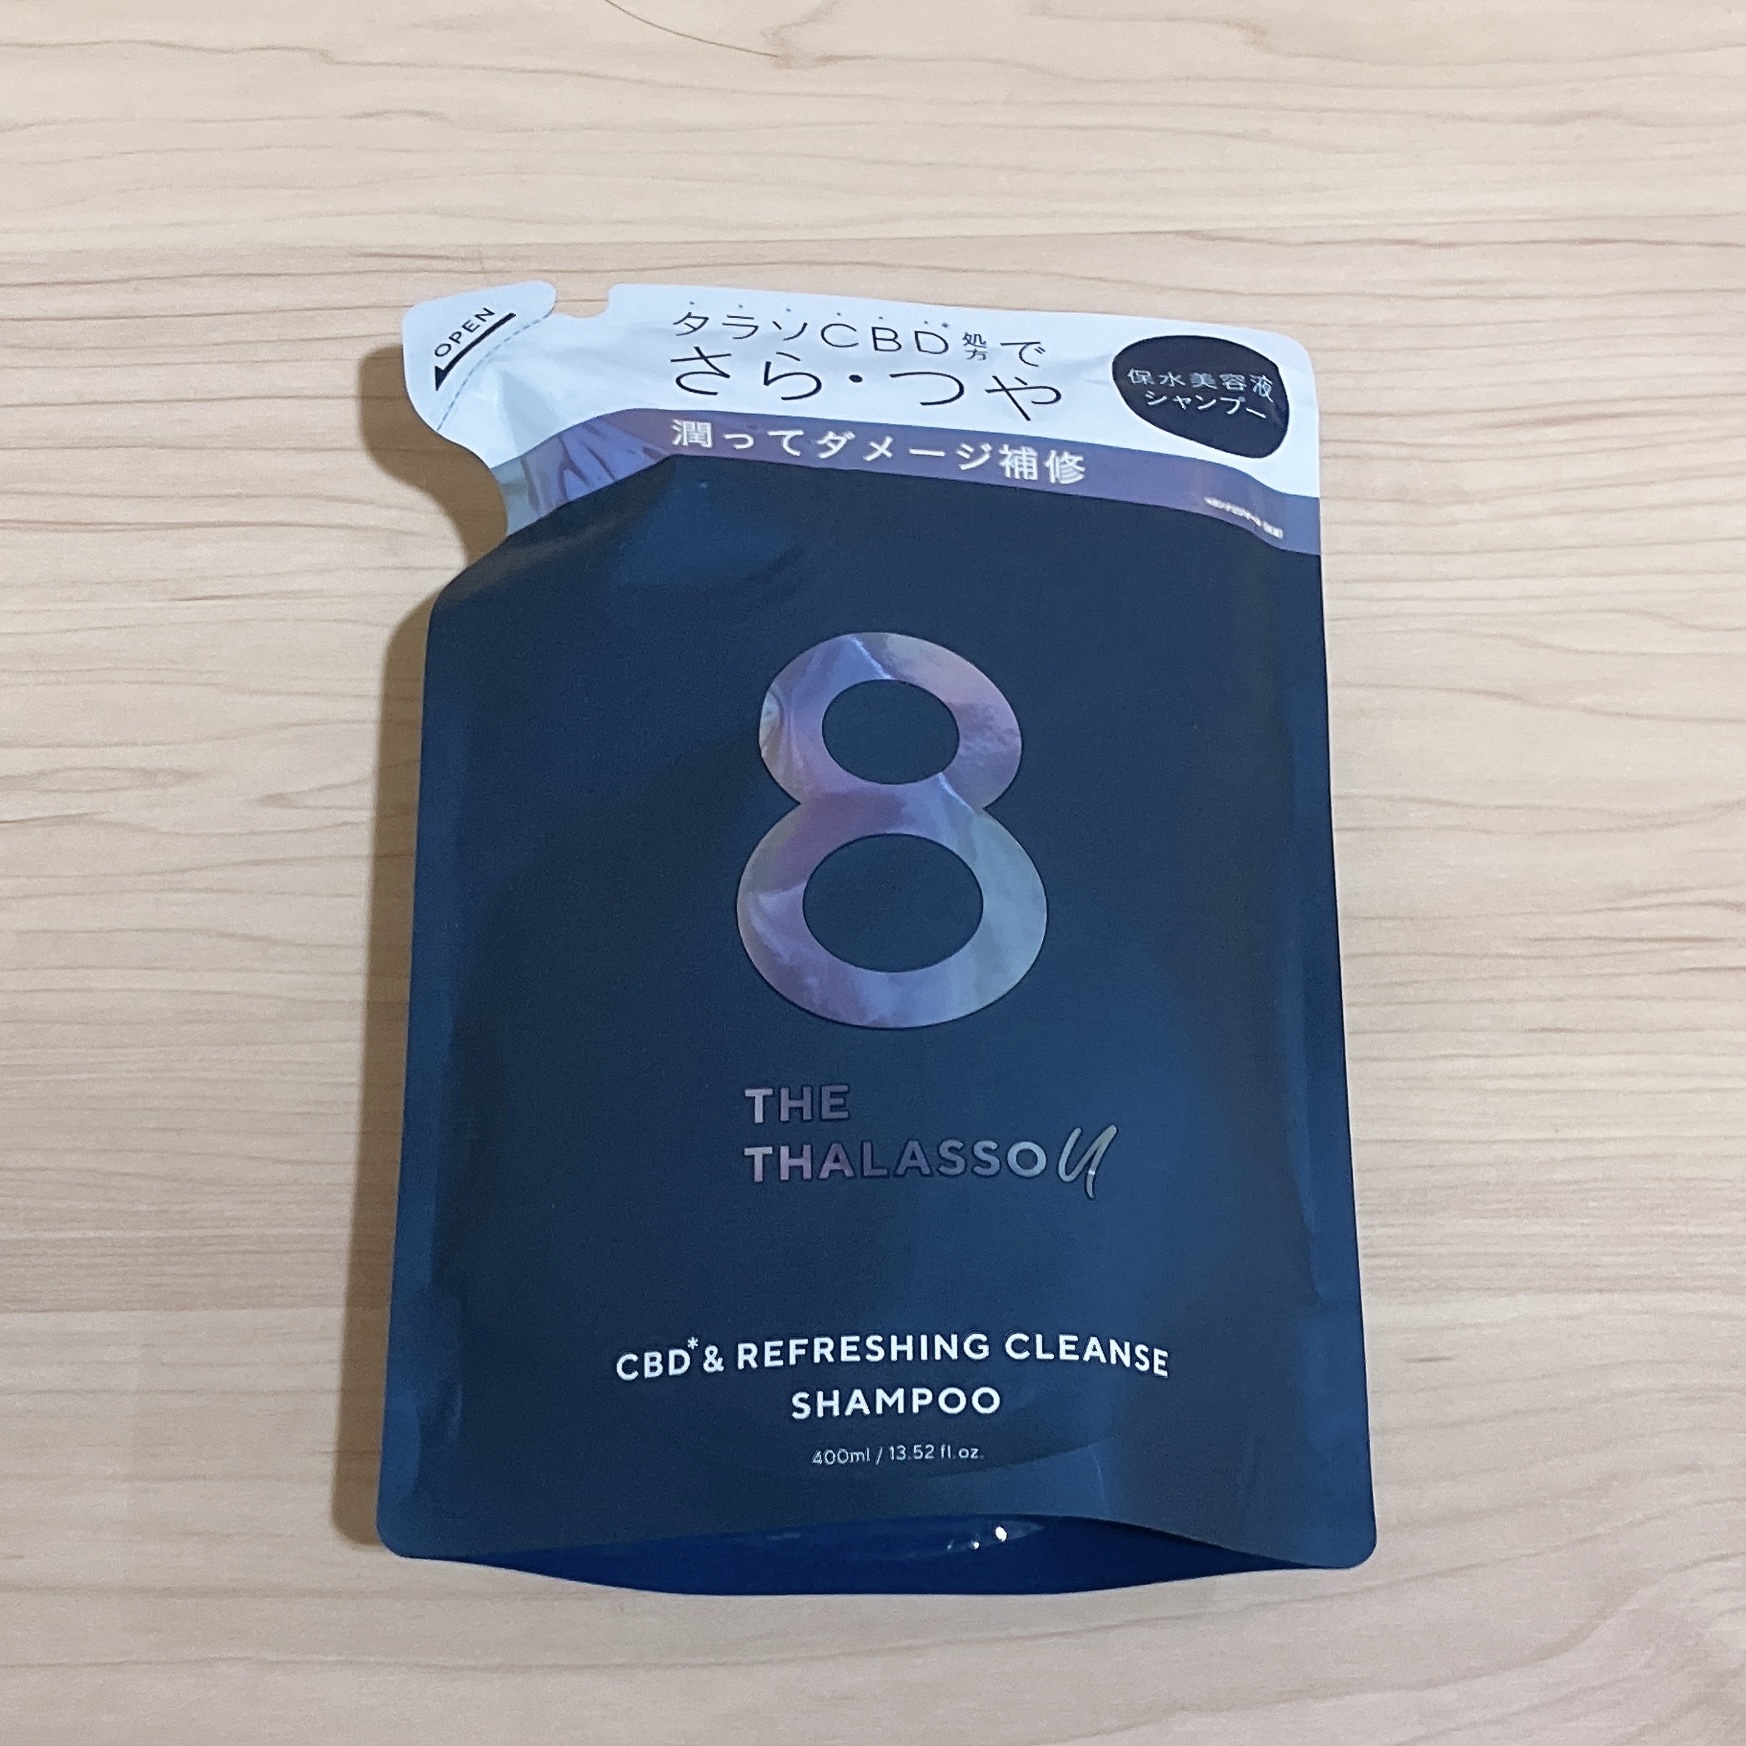 OPEN
タラソCBD*処方で
さら・つや
保水美容液
シャンプー
潤ってダメージ補修
8
THE
THALASSO U
CBD*& REFRESHING CLEANSE
SHAMPOO
400ml / 13.52 fl.oz.